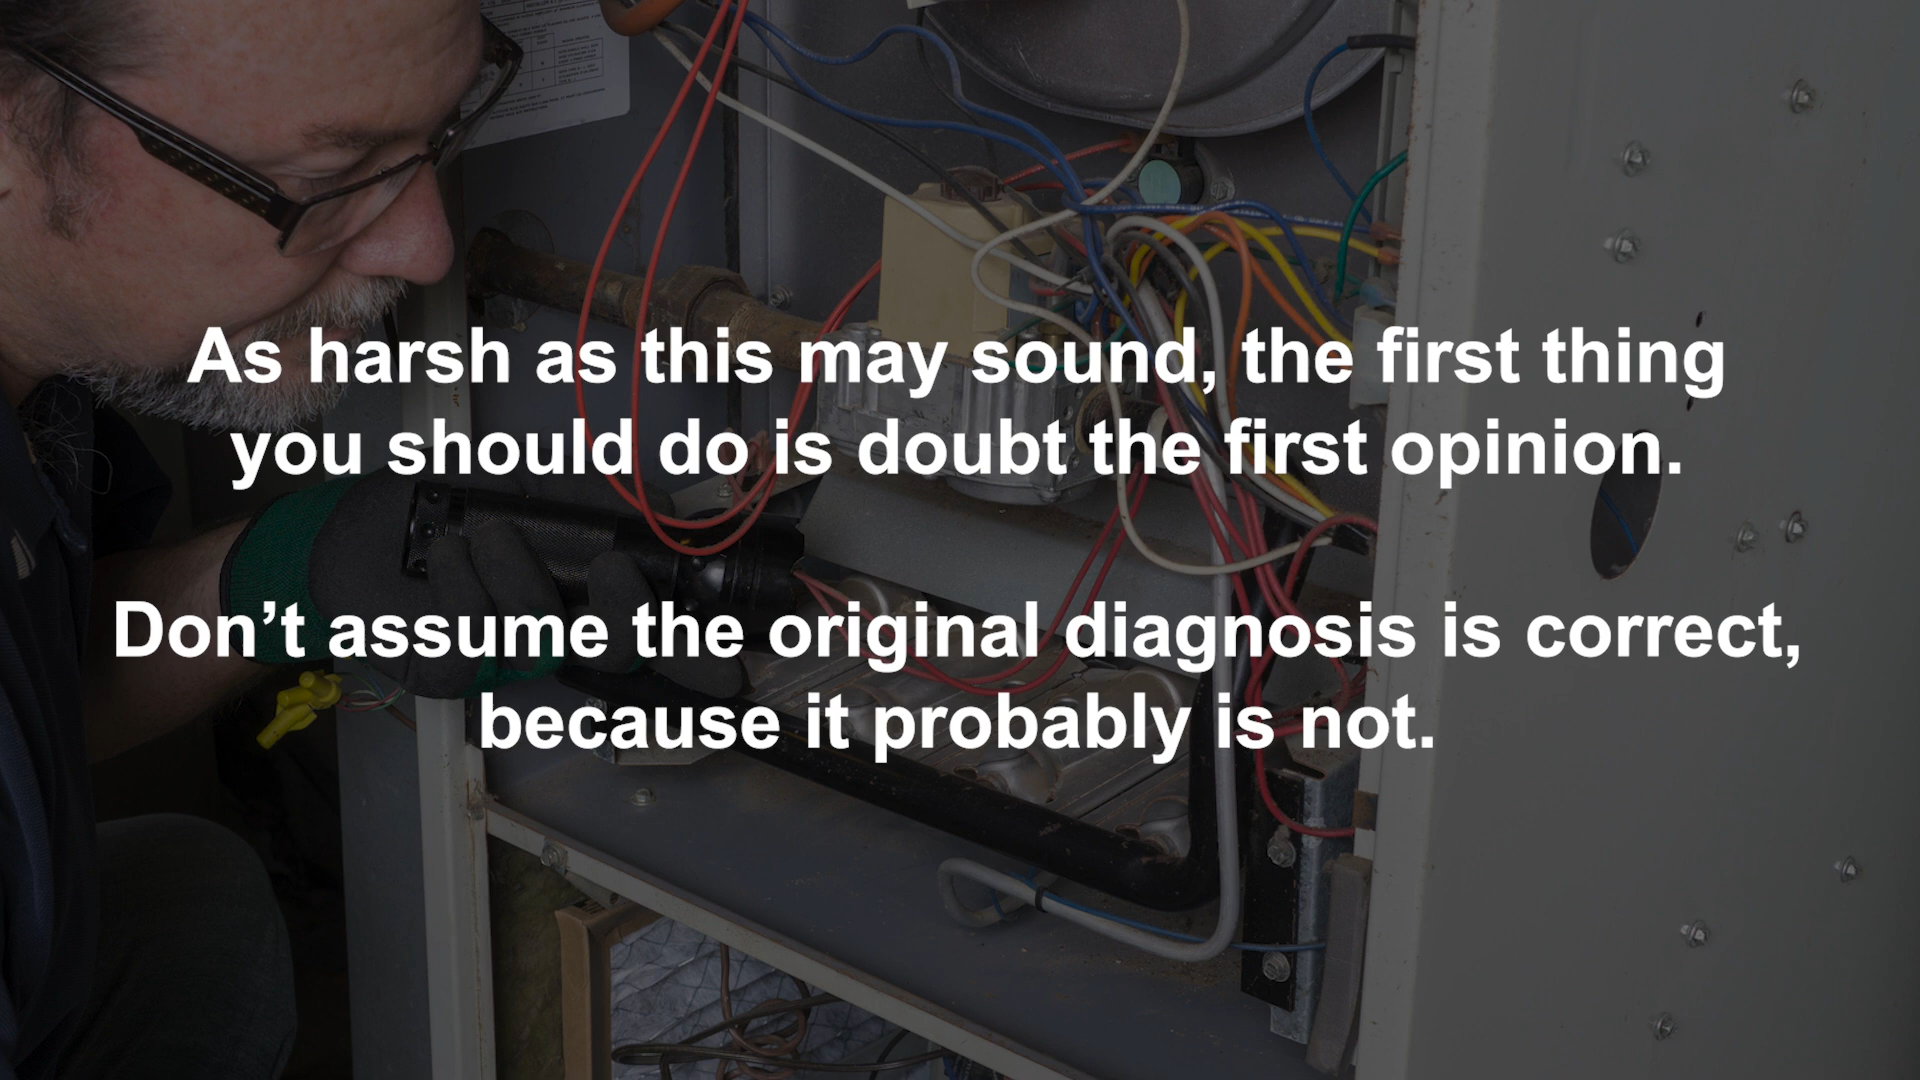 As harsh as this may sound, the first thing
you should do is doubt the first opinion.
Don’t assume the original diagnosis is correct,
because it probably is not.